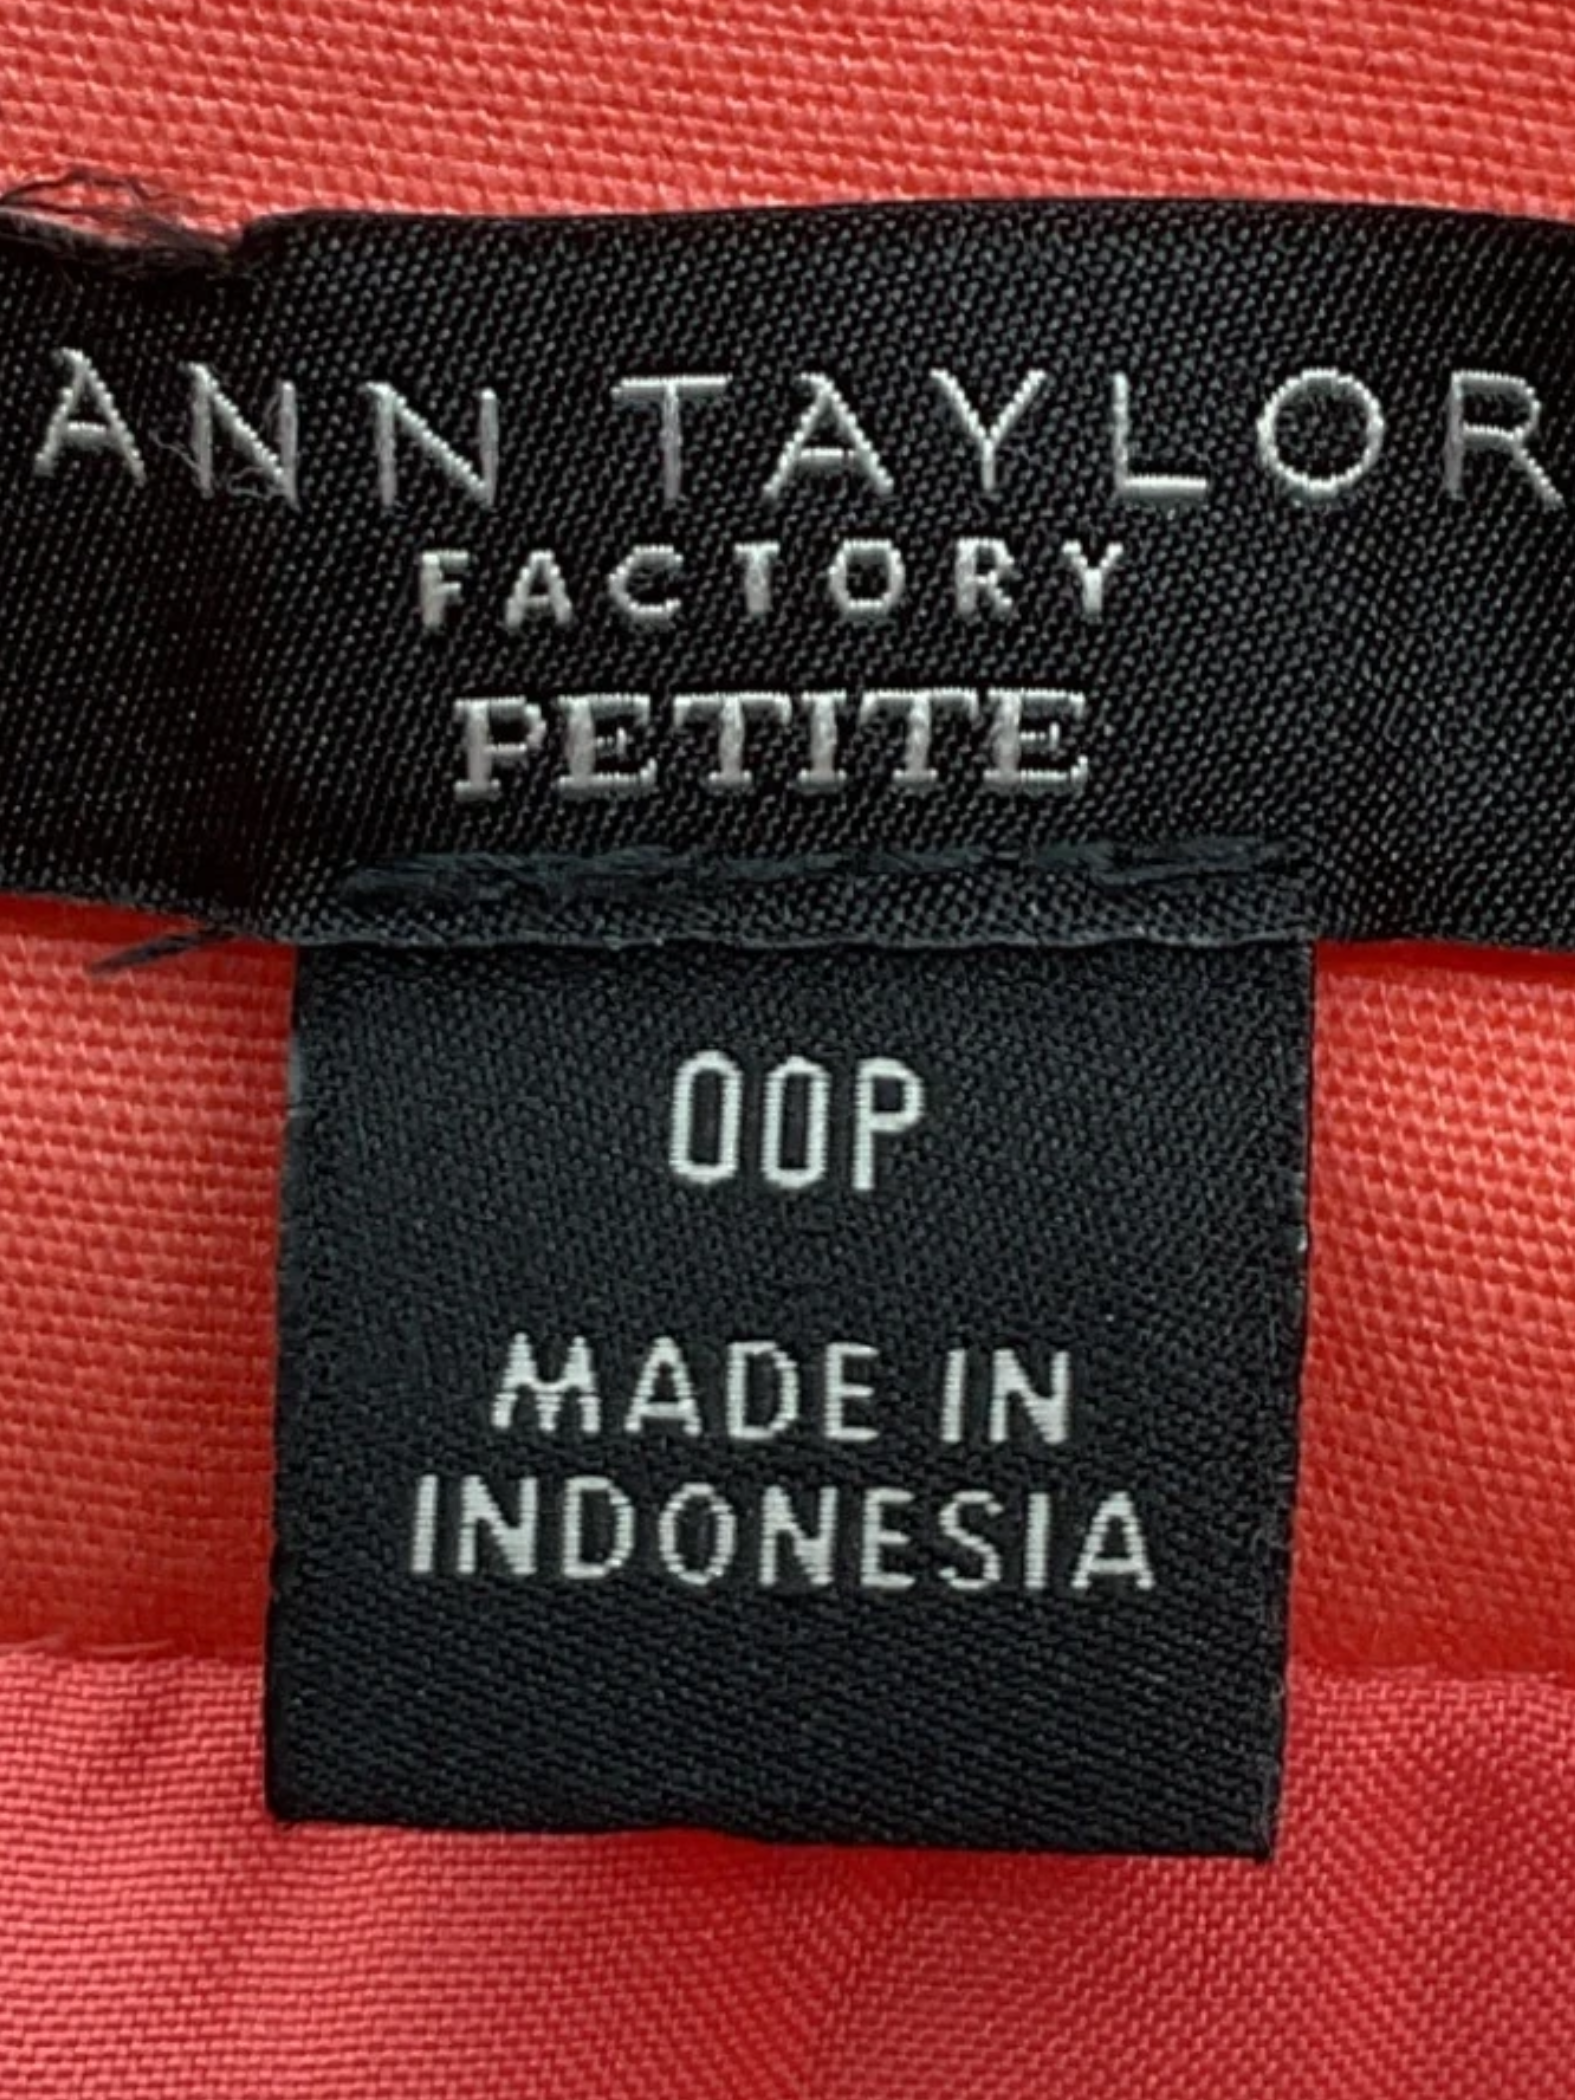 ANN TAYLOR
FACTORY
PETITE
00P
MADE IN
INDONESIA